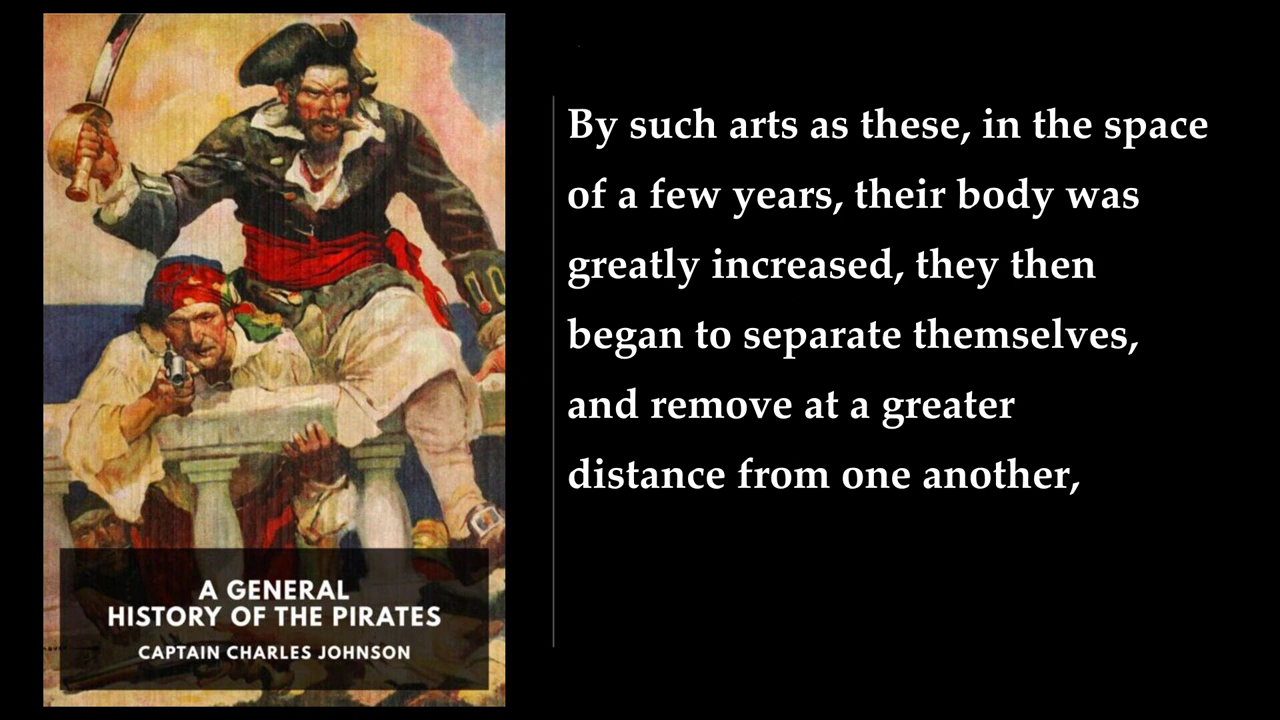 A GENERAL
HISTORY OF THE PIRATES
CAPTAIN CHARLES JOHNSON
By such arts as these, in the space
of a few years, their body was
greatly increased, they then
began to separate themselves,
and remove at a greater
distance from one another,